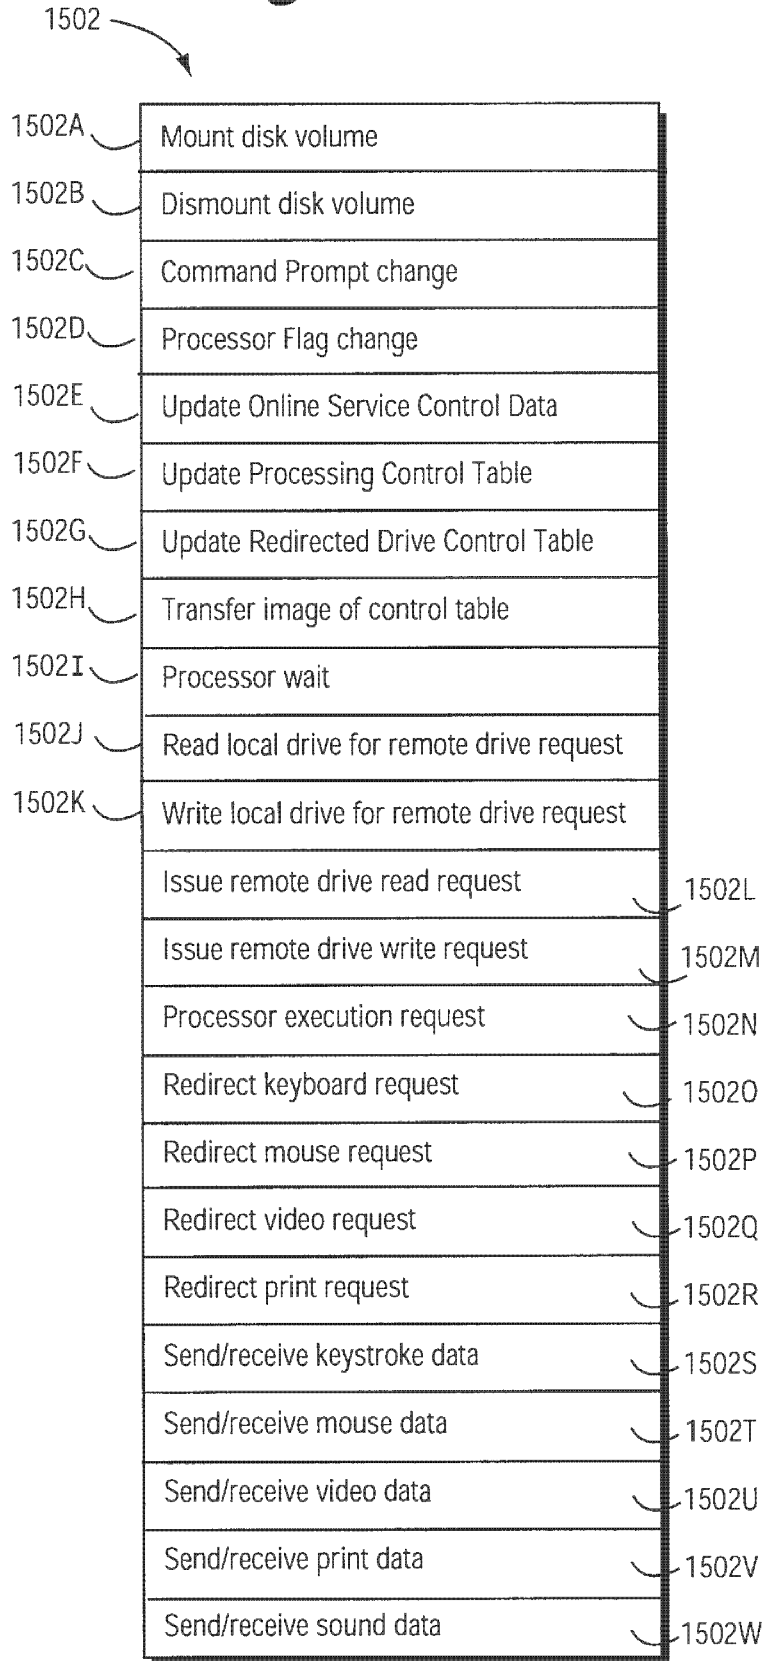 1502
1502A Mount disk volume
1502B Dismount disk volume
1502C Command Prompt change
1502D Processor Flag change
1502E Update Online Service Control Data
1502F Update Processing Control Table
1502G Update Redirected Drive Control Table
1502H Transfer image of control table
1502I Processor wait
1502J Read local drive for remote drive request
1502K Write local drive for remote drive request
Issue remote drive read request 1502L
Issue remote drive write request 1502M
Processor execution request 1502N
Redirect keyboard request 1502O
Redirect mouse request 1502P
Redirect video request 1502Q
Redirect print request 1502R
Send/receive keystroke data 1502S
Send/receive mouse data 1502T
Send/receive video data 1502U
Send/receive print data 1502V
Send/receive sound data 1502W